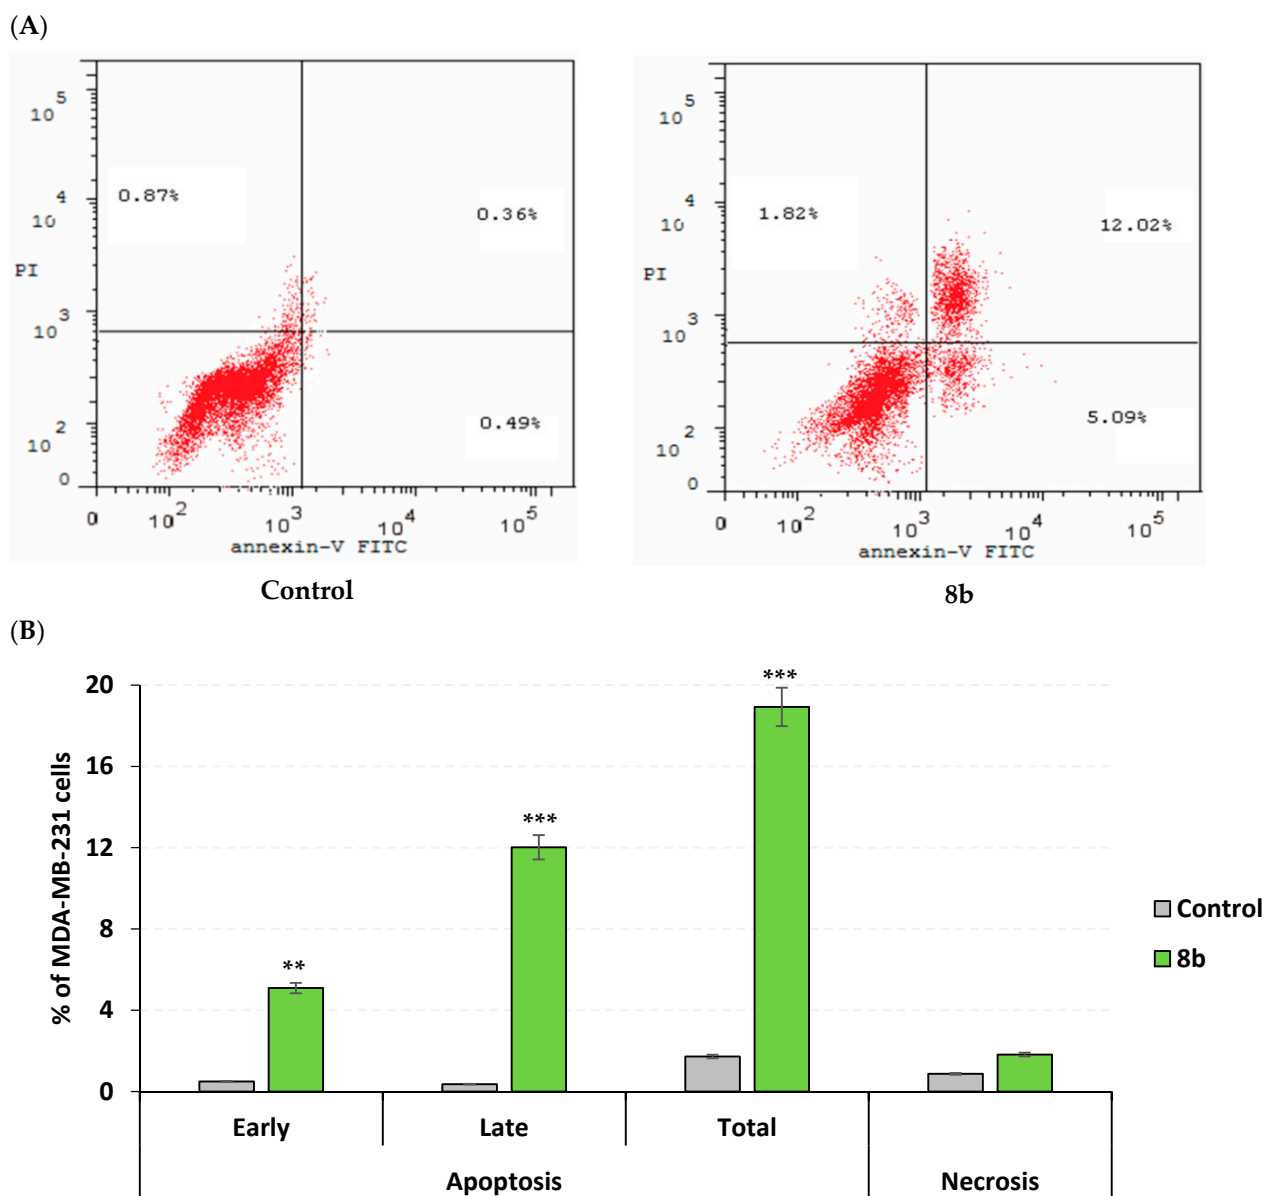 (A)
10^5
10^4
PI
10^3
10^2
0
0.87%
0.36%
0.49%
0 10^2 10^3 10^4 10^5
annexin-V FITC
Control
10^5
10^4
PI
10^3
10^2
0
1.82%
12.02%
5.09%
0 10^2 10^3 10^4 10^5
annexin-V FITC
8b
(B)
% of MDA-MB-231 cells
20
16
12
8
4
0
**
***
***
Control
8b
Early Late Total
Apoptosis Necrosis